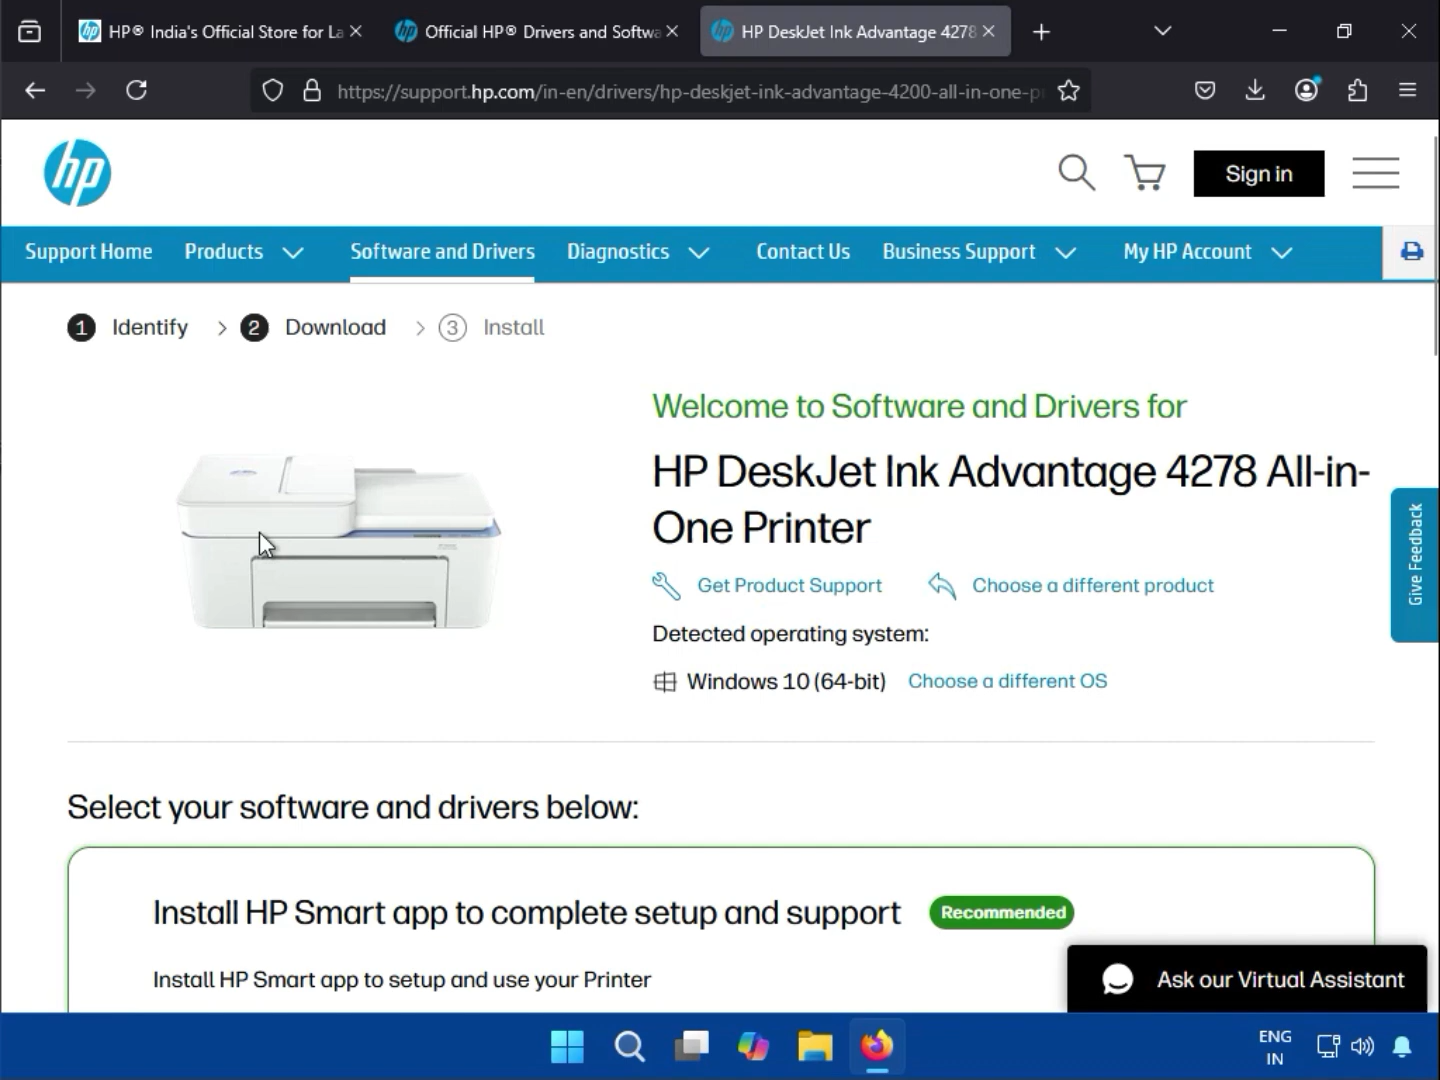 HP® India's Official Store for La
Official HP® Drivers and Softwa
HP DeskJet Ink Advantage 4278
https://support.hp.com/in-en/drivers/hp-deskjet-ink-advantage-4200-all-in-one-p
hp
Sign in
Support Home
Products
Software and Drivers
Diagnostics
Contact Us
Business Support
My HP Account
1 Identify
2 Download
3 Install
Welcome to Software and Drivers for
HP DeskJet Ink Advantage 4278 All-in-
One Printer
Get Product Support
Choose a different product
Detected operating system:
Windows 10 (64-bit)
Choose a different OS
Give Feedback
Select your software and drivers below:
Install HP Smart app to complete setup and support
Recommended
Install HP Smart app to setup and use your Printer
Ask our Virtual Assistant
ENG
IN